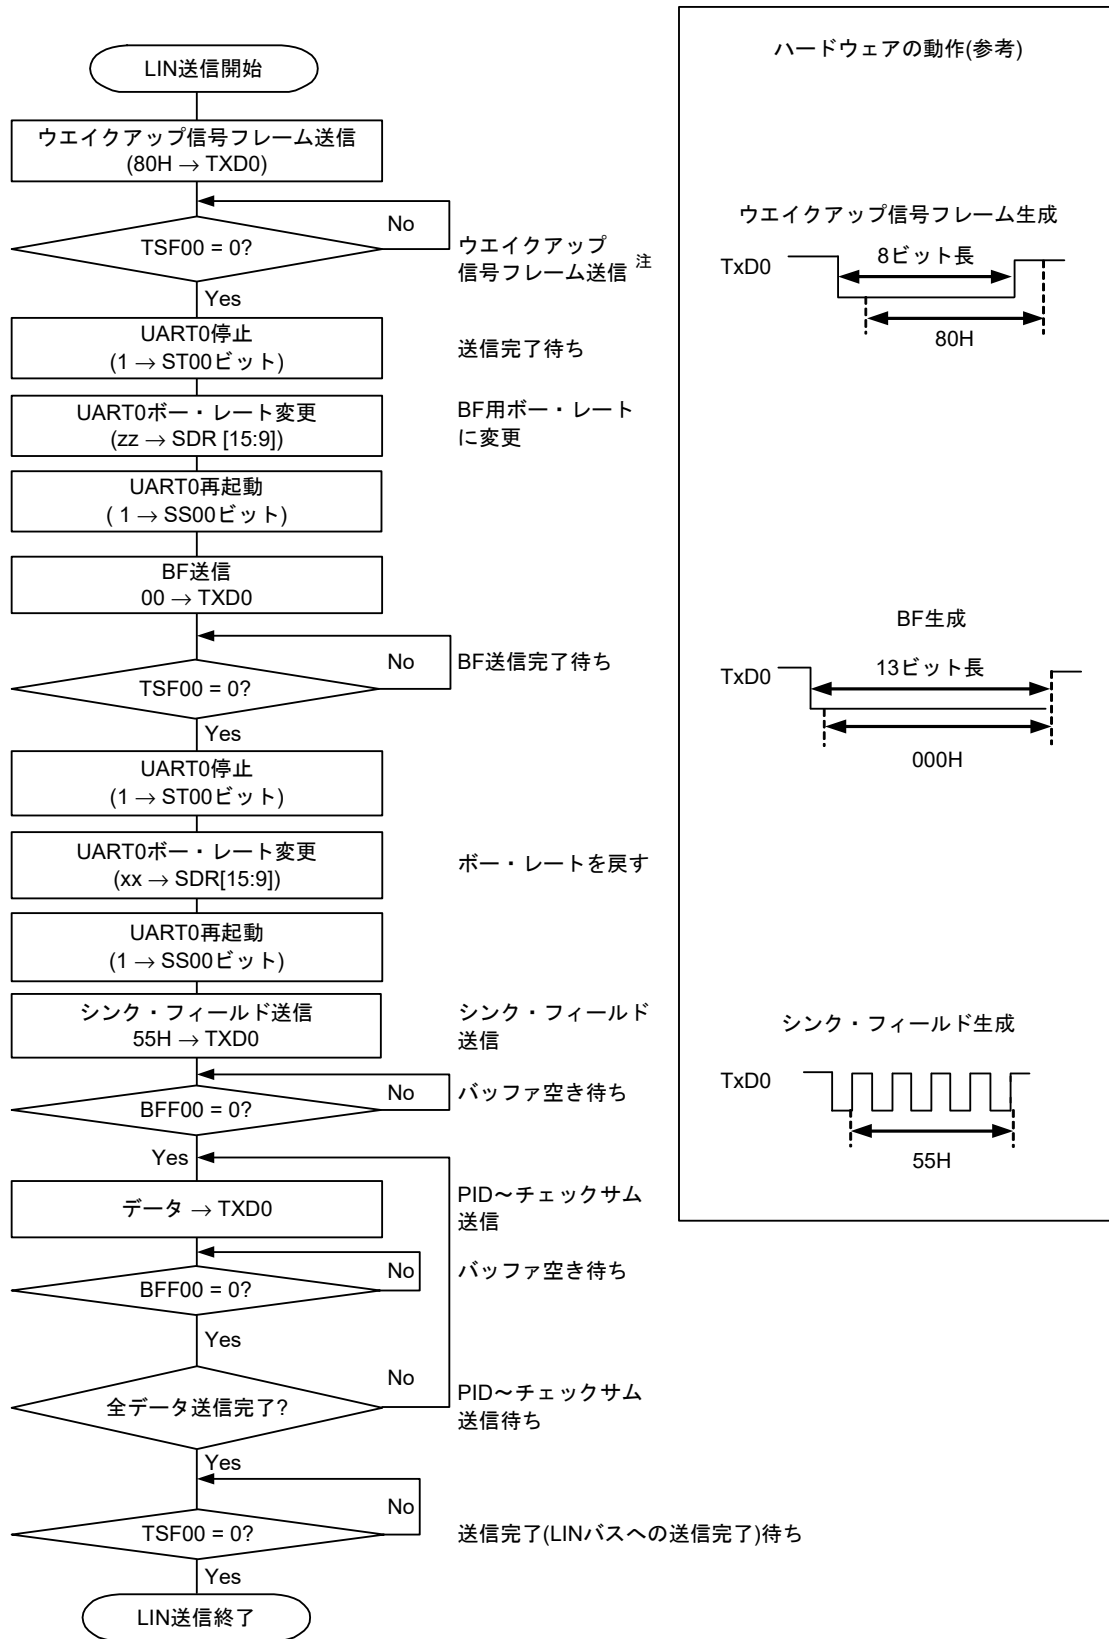 LIN送信開始
ウエイクアップ信号フレーム送信
(80H → TXD0)
No
TSF00 = 0?
ウエイクアップ
信号フレーム送信 注
Yes
UART0停止
(1 → ST00ビット)
送信完了待ち
UART0ボー・レート変更
(zz → SDR [15:9])
BF用ボー・レート
に変更
UART0再起動
( 1 → SS00ビット)
BF送信
00 → TXD0
No
BF送信完了待ち
TSF00 = 0?
Yes
UART0停止
(1 → ST00ビット)
UART0ボー・レート変更
(xx → SDR[15:9])
ボー・レートを戻す
UART0再起動
(1 → SS00ビット)
シンク・フィールド送信
55H → TXD0
シンク・フィールド
送信
No
バッファ空き待ち
BFF00 = 0?
Yes
データ → TXD0
PID～チェックサム
送信
No
バッファ空き待ち
BFF00 = 0?
Yes
No
全データ送信完了?
PID～チェックサム
送信待ち
Yes
No
TSF00 = 0?
送信完了(LINバスへの送信完了)待ち
Yes
LIN送信終了
ハードウェアの動作(参考)
ウエイクアップ信号フレーム生成
TxD0
8ビット長
80H
BF生成
TxD0
13ビット長
000H
シンク・フィールド生成
TxD0
55H